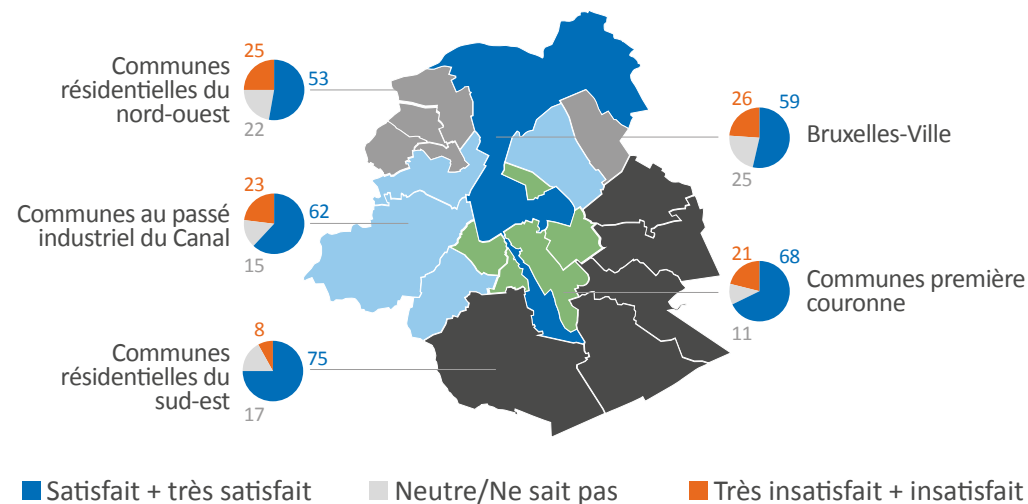 Communes
résidentielles du
nord-ouest
25
53
22
26
59
25
Bruxelles-Ville
Communes au passé
industriel du Canal
23
62
15
21
68
11
Communes première
couronne
Communes
résidentielles du
sud-est
8
75
17
Satisfait + très satisfait
Neutre/Ne sait pas
Très insatisfait + insatisfait